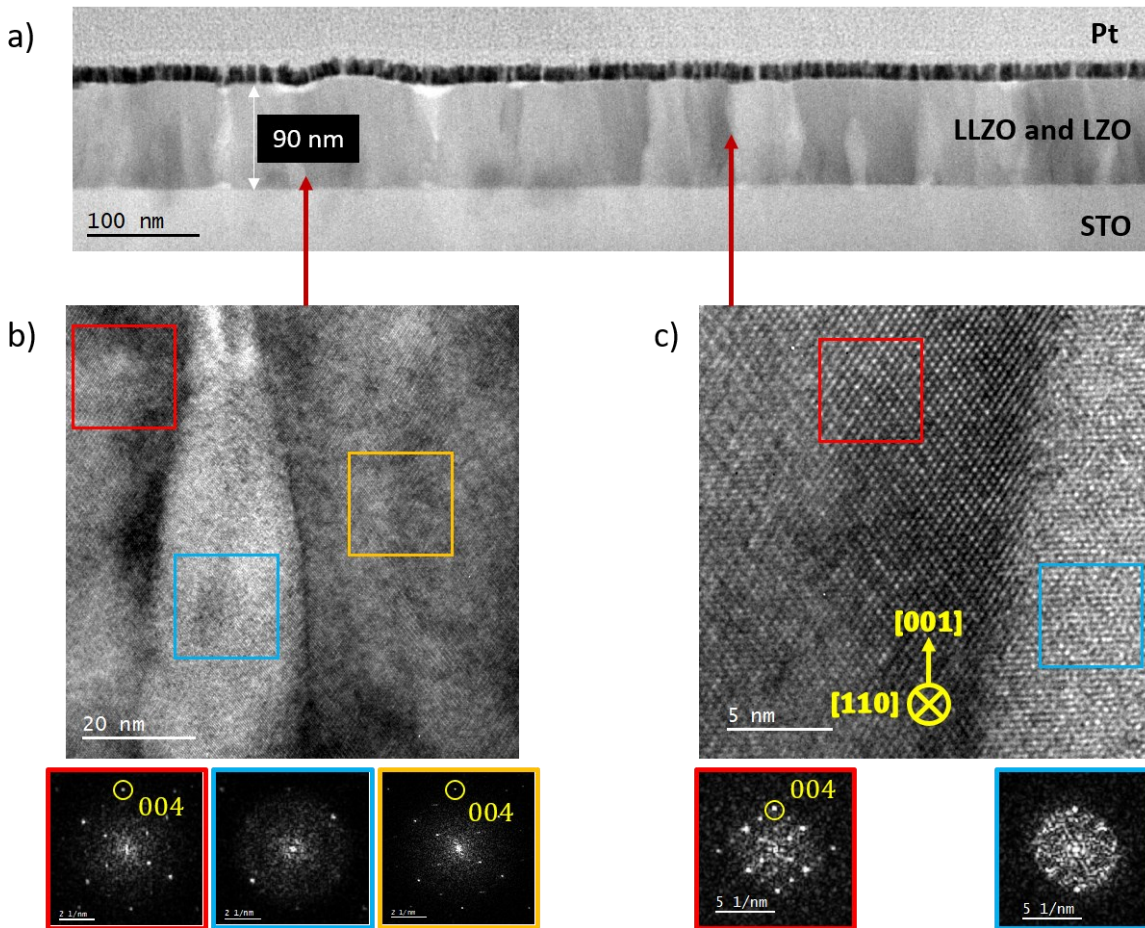 a)
Pt
90 nm
LLZO and LZO
100 nm
STO
b)
c)
[001]
[110]
20 nm
5 nm
004
004
004
2 1/nm
2 1/nm
2 1/nm
5 1/nm
5 1/nm